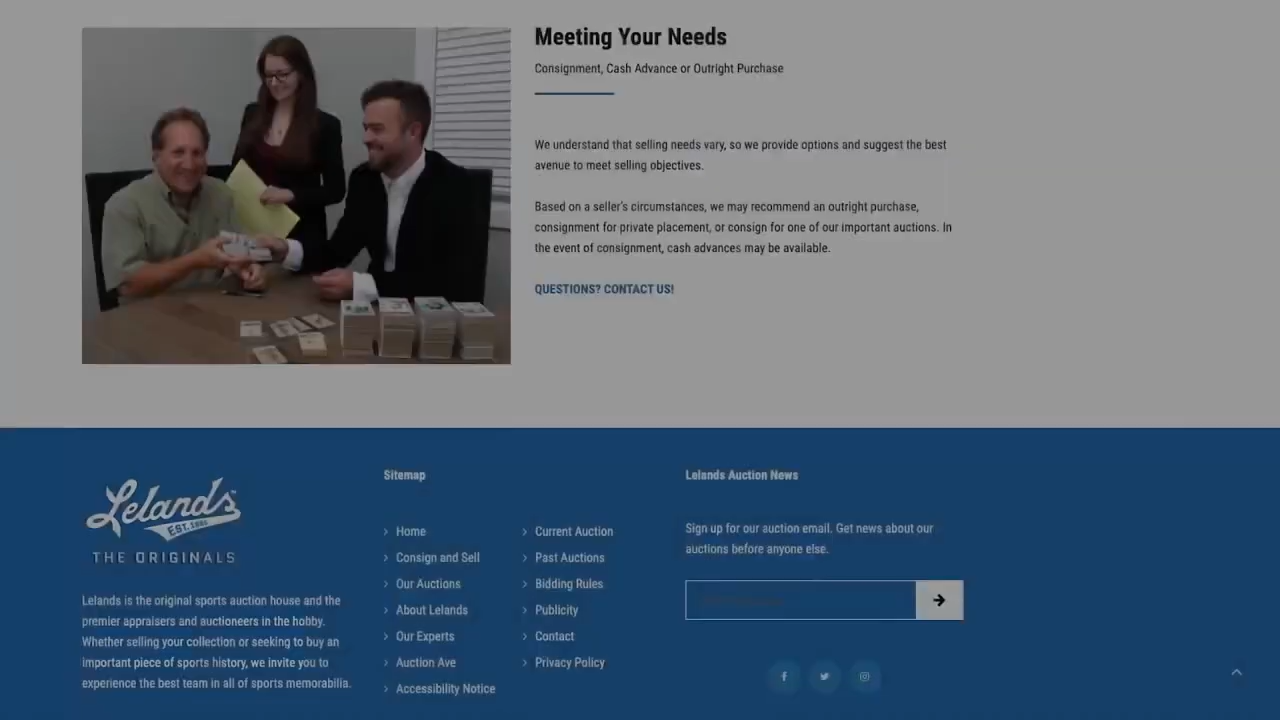 Meeting Your Needs
Consignment, Cash Advance or Outright Purchase
We understand that selling needs vary, so we provide options and suggest the best
avenue to meet selling objectives.
Based on a seller's circumstances, we may recommend an outright purchase,
consignment for private placement, or consign for one of our important auctions. In
the event of consignment, cash advances may be available.
QUESTIONS? CONTACT US!
Lelands
THE ORIGINALS
Lelands is the original sports auction house and the
premier appraisers and auctioneers in the hobby.
Whether selling your collection or seeking to buy an
important piece of sports history, we invite you to
experience the best team in all of sports memorabilia.
Sitemap
Home
Consign and Sell
Our Auctions
About Lelands
Our Experts
Auction Ave
Accessibility Notice
Current Auction
Past Auctions
Bidding Rules
Publicity
Contact
Privacy Policy
Lelands Auction News
Sign up for our auction email. Get news about our
auctions before anyone else.